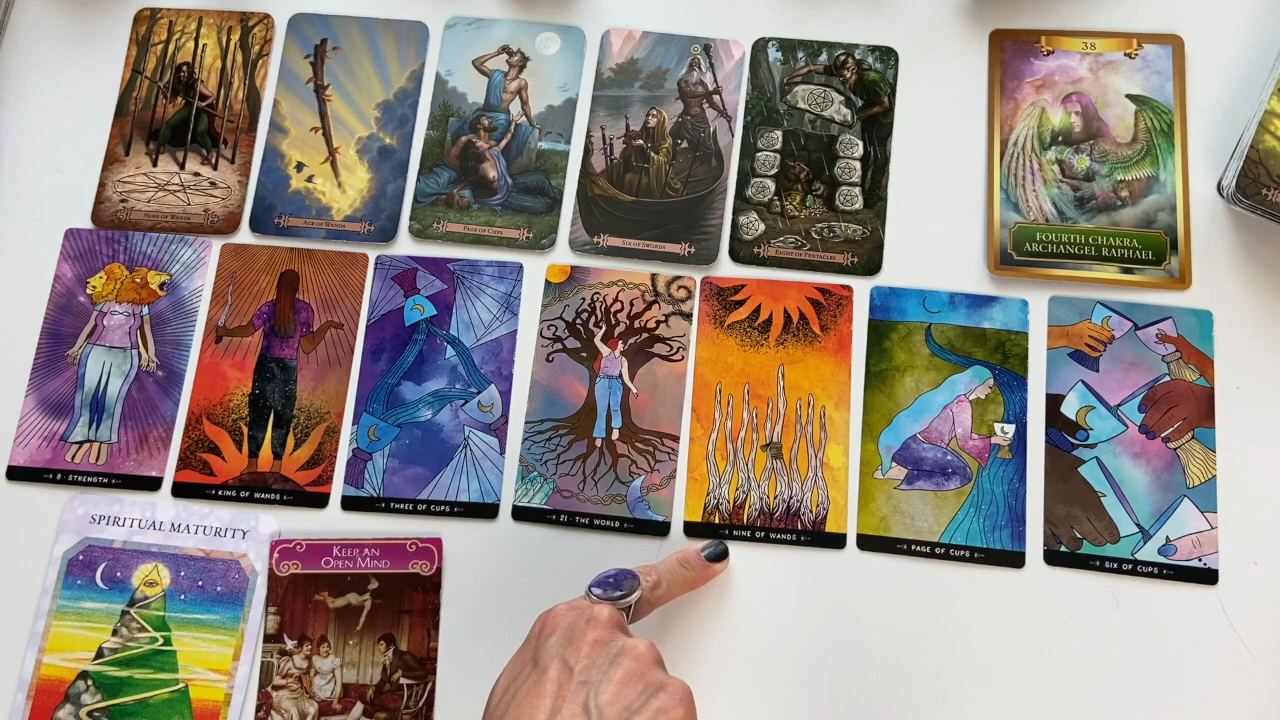 NINE OF WANDS
ACE OF WANDS
PAGE OF CUPS
SIX OF SWORDS
EIGHT OF PENTACLES
38
FOURTH CHAKRA,
ARCHANGEL RAPHAEL
8 · STRENGTH
KING OF WANDS
THREE OF CUPS
21 · THE WORLD
NINE OF WANDS
PAGE OF CUPS
SIX OF CUPS
SPIRITUAL MATURITY
KEEP AN
OPEN MIND